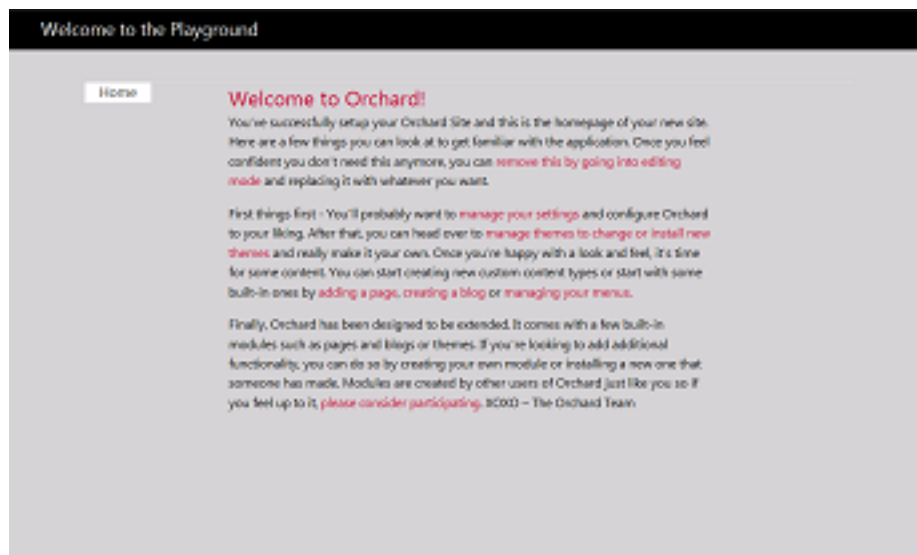 Welcome to the Playground
Home
Welcome to Orchard!
You've successfully setup your Orchard Site and this is the homepage of your new site.
Here are a few things you can look at to get familiar with the application. Once you feel
confident you don't need this anymore, you can remove this by going into editing
mode and replacing it with whatever you want.
First things first - You'll probably want to manage your settings and configure Orchard
to your liking. After that, you can head over to manage themes to change or install new
themes and really make it your own. Once you're happy with a look and feel, it's time
for some content. You can start creating new custom content types or start with some
built-in ones by adding a page, creating a blog or managing your menus.
Finally, Orchard has been designed to be extended. It comes with a few built-in
modules such as pages and blogs or themes. If you're looking to add additional
functionality, you can do so by creating your own module or installing a new one that
someone has made. Modules are created by other users of Orchard just like you so if
you feel up to it, please consider participating. XOXO – The Orchard Team